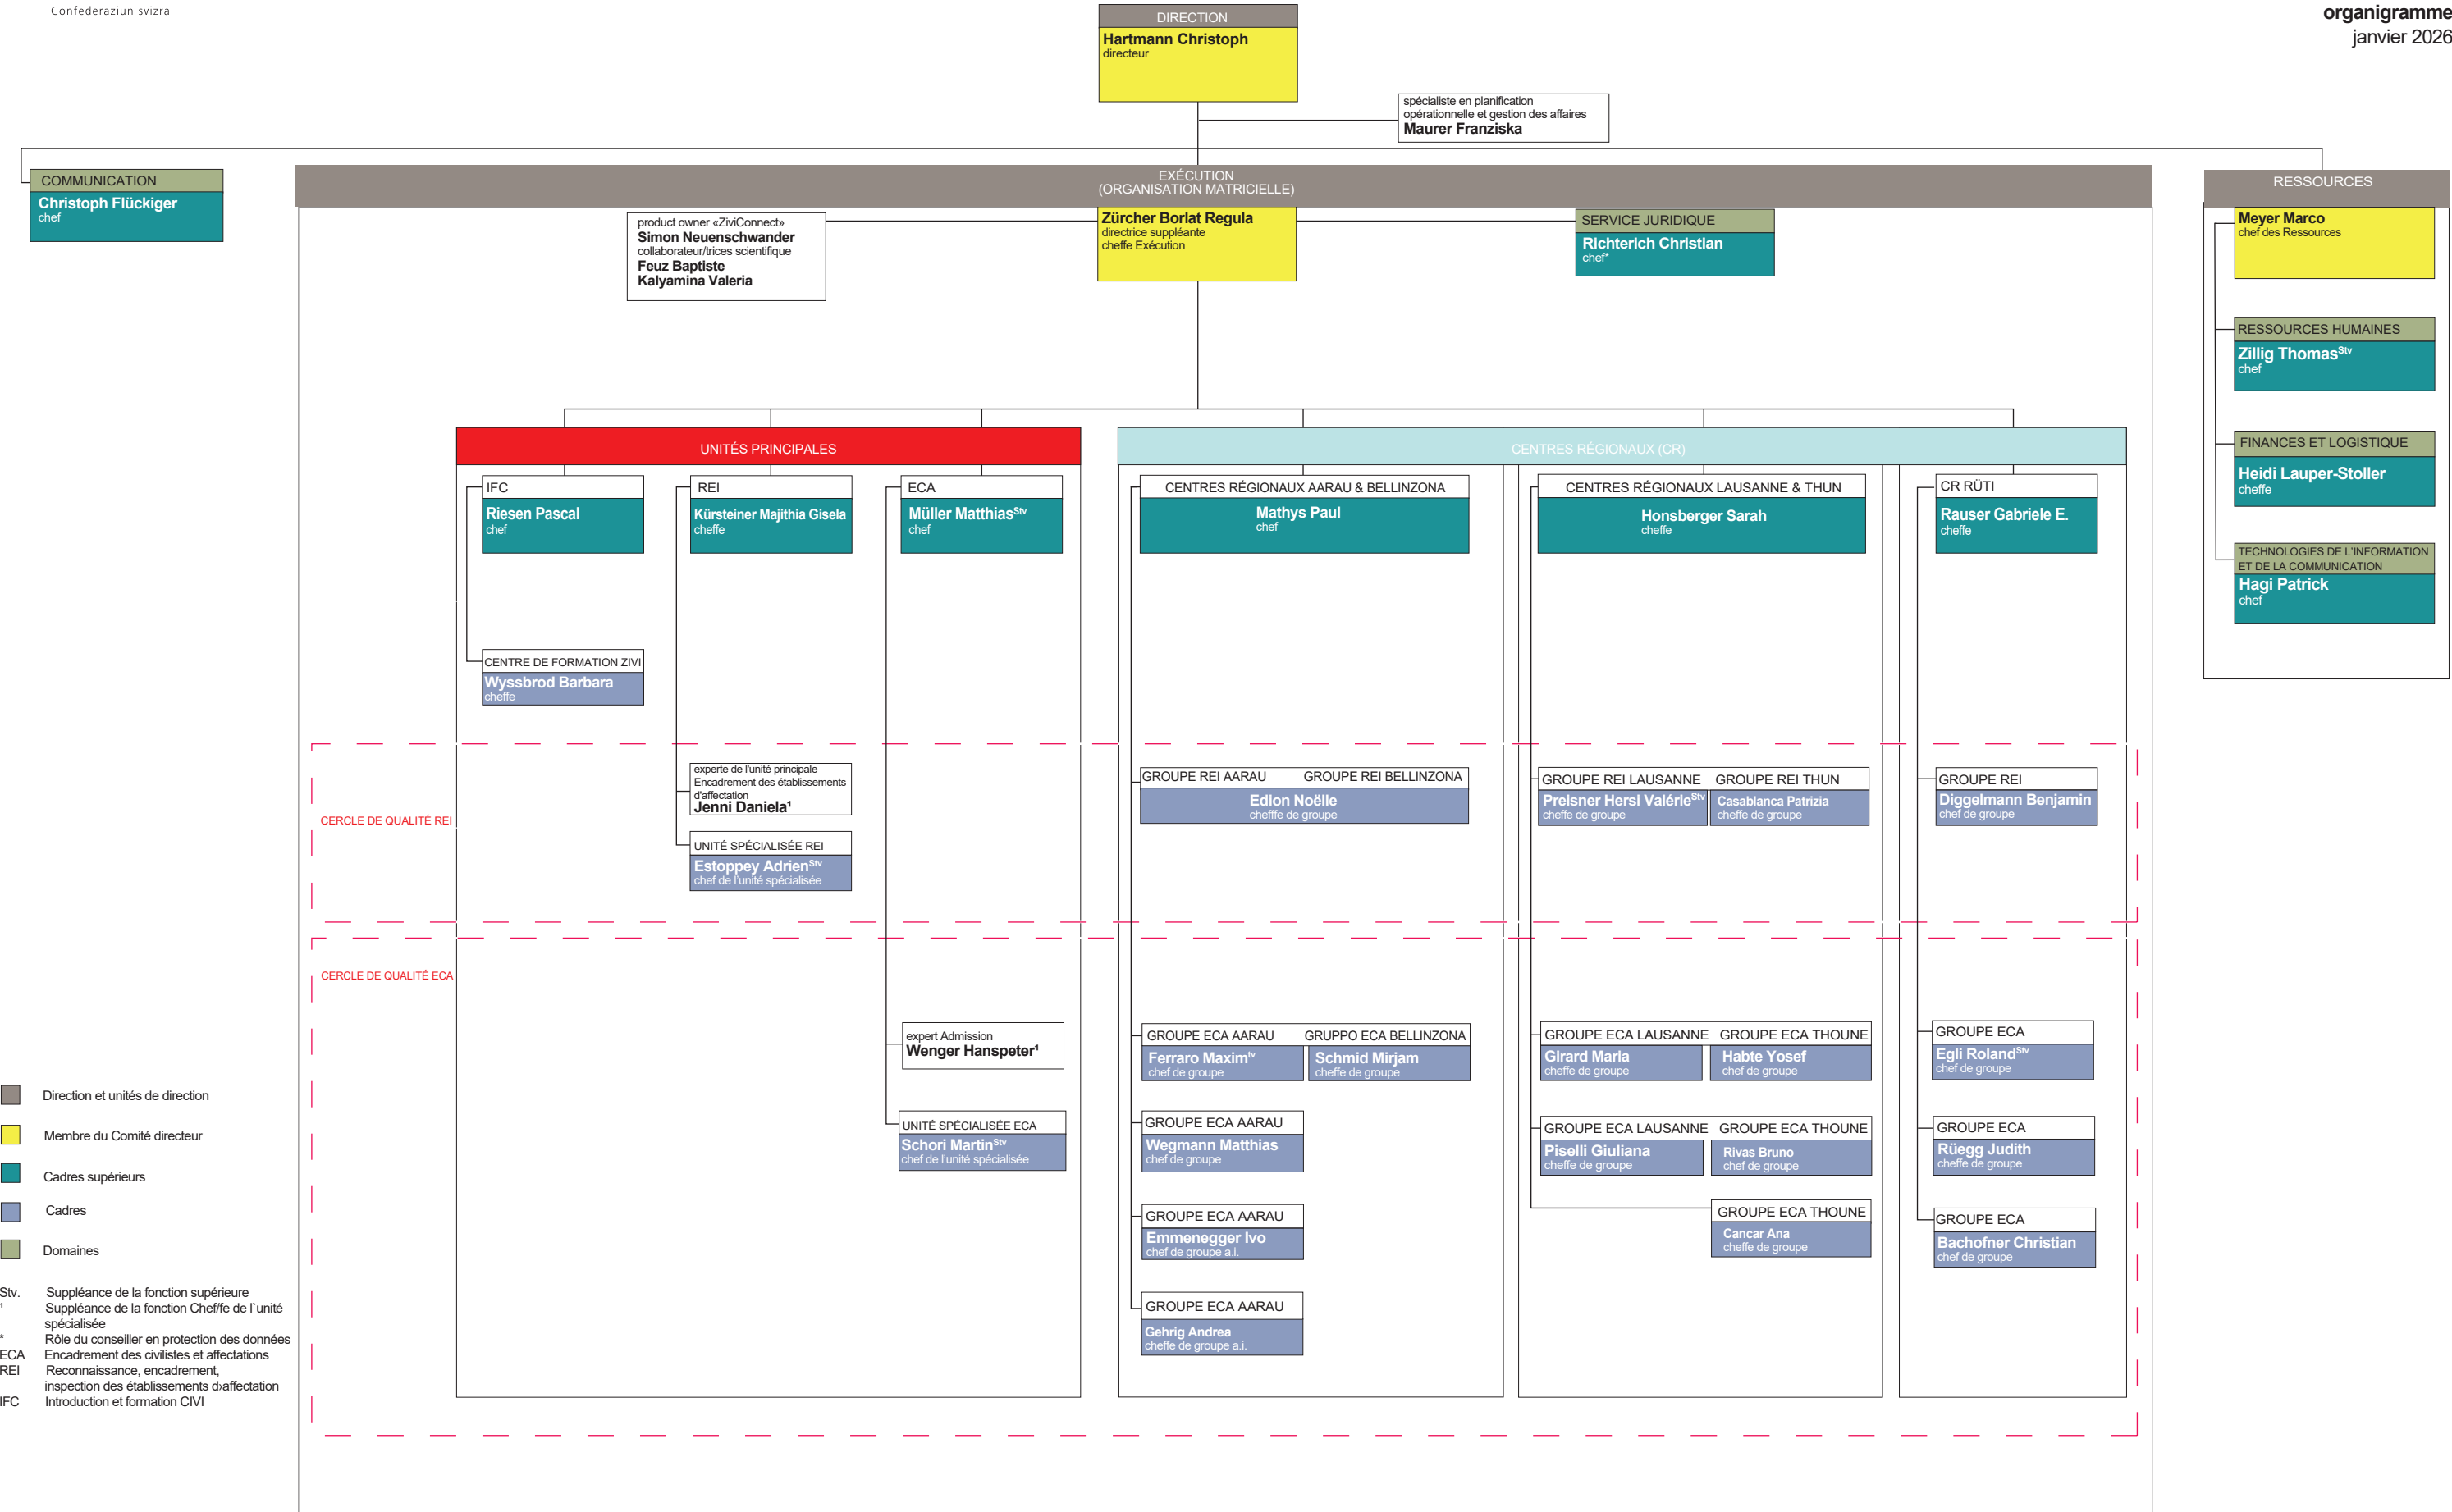 Confederaziun svizra
organigramme
janvier 2026
DIRECTION
Hartmann Christoph
directeur
spécialiste en planification
opérationnelle et gestion des affaires
Maurer Franziska
COMMUNICATION
Christoph Flückiger
chef
EXÉCUTION
(ORGANISATION MATRICIELLE)
product owner «ZiviConnect»
Simon Neuenschwander
collaborateur/trices scientifique
Feuz Baptiste
Kalyamina Valeria
Zürcher Borlat Regula
directrice suppléante
cheffe Exécution
SERVICE JURIDIQUE
Richterich Christian
chef*
RESSOURCES
Meyer Marco
chef des Ressources
RESSOURCES HUMAINES
Zillig Thomas Stv
chef
FINANCES ET LOGISTIQUE
Heidi Lauper-Stoller
cheffe
TECHNOLOGIES DE L'INFORMATION
ET DE LA COMMUNICATION
Hagi Patrick
chef
UNITÉS PRINCIPALES
IFC
Riesen Pascal
chef
CENTRE DE FORMATION ZIVI
Wyssbrod Barbara
cheffe
REI
Kürsteiner Majithia Gisela
cheffe
ECA
Müller Matthias Stv
chef
CENTRES RÉGIONAUX (CR)
CENTRES RÉGIONAUX AARAU & BELLINZONA
Mathys Paul
chef
CENTRES RÉGIONAUX LAUSANNE & THUN
Honsberger Sarah
cheffe
CR RÜTI
Rauser Gabriele E.
cheffe
CERCLE DE QUALITÉ REI
experte de l'unité principale
Encadrement des établissements
d'affectation
Jenni Daniela¹
UNITÉ SPÉCIALISÉE REI
Estoppey Adrien Stv
chef de l'unité spécialisée
GROUPE REI AARAU GROUPE REI BELLINZONA
Edion Noëlle
chefffe de groupe
GROUPE REI LAUSANNE GROUPE REI THUN
Preisner Hersi Valérie Stv
cheffe de groupe
Casablanca Patrizia
cheffe de groupe
GROUPE REI
Diggelmann Benjamin
chef de groupe
CERCLE DE QUALITÉ ECA
expert Admission
Wenger Hanspeter¹
UNITÉ SPÉCIALISÉE ECA
Schori Martin Stv
chef de l'unité spécialisée
GROUPE ECA AARAU GRUPPO ECA BELLINZONA
Ferraro Maxim tv
chef de groupe
Schmid Mirjam
cheffe de groupe
GROUPE ECA AARAU
Wegmann Matthias
chef de groupe
GROUPE ECA AARAU
Emmenegger Ivo
chef de groupe a.i.
GROUPE ECA AARAU
Gehrig Andrea
cheffe de groupe a.i.
GROUPE ECA LAUSANNE GROUPE ECA THOUNE
Girard Maria
cheffe de groupe
Habte Yosef
chef de groupe
GROUPE ECA LAUSANNE GROUPE ECA THOUNE
Piselli Giuliana
cheffe de groupe
Rivas Bruno
chef de groupe
GROUPE ECA THOUNE
Cancar Ana
cheffe de groupe
GROUPE ECA
Egli Roland Stv
chef de groupe
GROUPE ECA
Rüegg Judith
cheffe de groupe
GROUPE ECA
Bachofner Christian
chef de groupe
Direction et unités de direction
Membre du Comité directeur
Cadres supérieurs
Cadres
Domaines
Stv. Suppléance de la fonction supérieure
¹ Suppléance de la fonction Chef/fe de l`unité
spécialisée
* Rôle du conseiller en protection des données
ECA Encadrement des civilistes et affectations
REI Reconnaissance, encadrement,
inspection des établissements d›affectation
IFC Introduction et formation CIVI